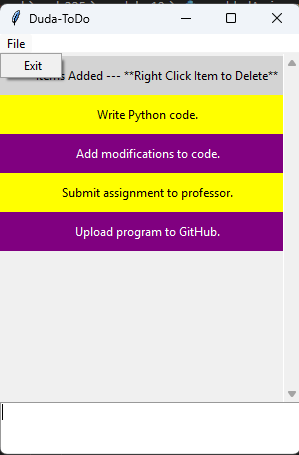 Duda-ToDo
File
Exit
Items Added --- **Right Click Item to Delete**
Write Python code.
Add modifications to code.
Submit assignment to professor.
Upload program to GitHub.